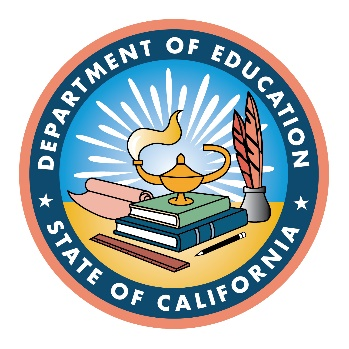 DEPARTMENT OF EDUCATION
STATE OF CALIFORNIA